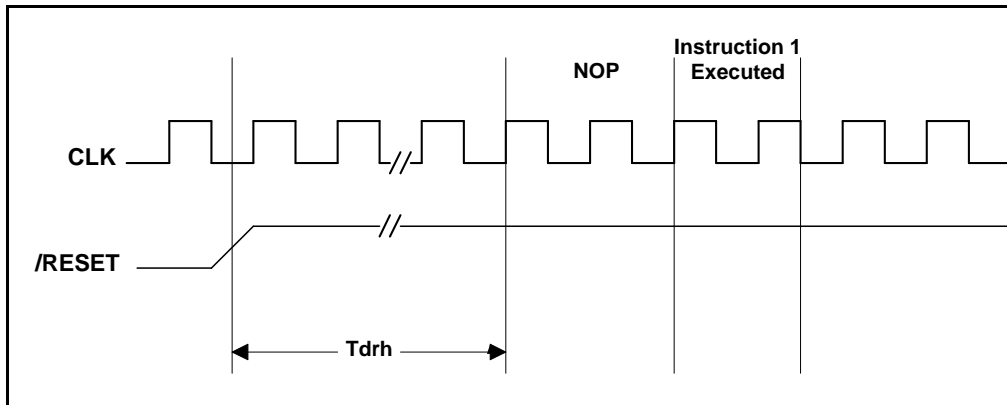 Instruction 1
Executed
NOP
CLK
/RESET
Tdrh